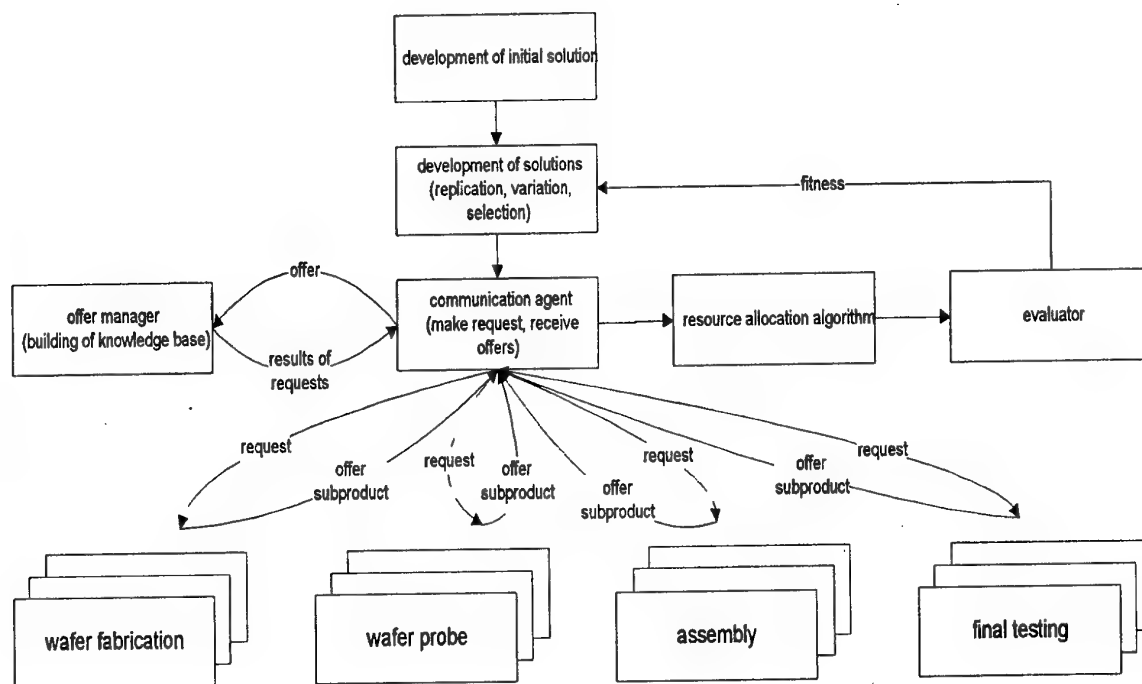 development of initial solution
development of solutions
(replication, variation,
selection)
fitness
offer
offer manager
(building of knowledge base)
communication agent
(make request, receive
offers)
resource allocation algorithm
evaluator
results of
requests
request
offer
subproduct
request
offer
subproduct
offer
subproduct
request
offer
subproduct
request
wafer fabrication
wafer probe
assembly
final testing